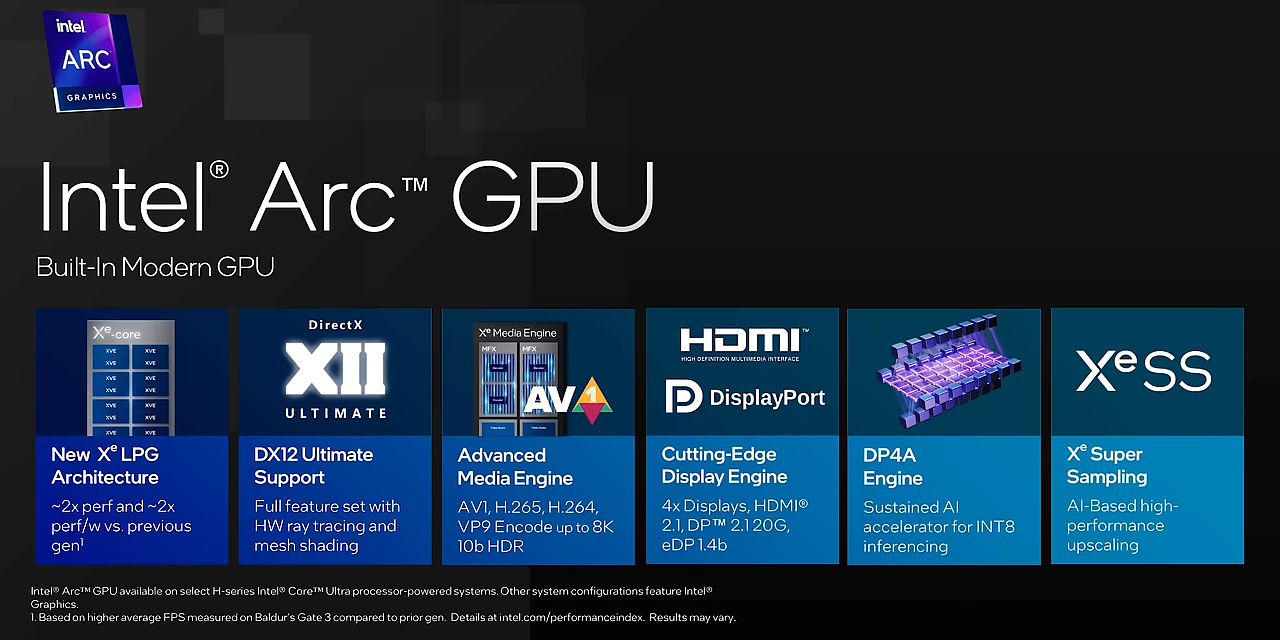 intel
ARC
GRAPHICS
Intel® Arc™ GPU
Built-In Modern GPU
Xe-core
XVE XVE
XVE XVE
XVE XVE
XVE XVE
XVE XVE
XVE XVE
XVE XVE
New Xe LPG
Architecture
~2x perf and ~2x
perf/w vs. previous
gen1
DirectX
XII
ULTIMATE
DX12 Ultimate
Support
Full feature set with
HW ray tracing and
mesh shading
Xe Media Engine
MFX MFX
AV1
Advanced
Media Engine
AV1, H.265, H.264,
VP9 Encode up to 8K
10b HDR
HDMI™
HIGH-DEFINITION MULTIMEDIA INTERFACE
DisplayPort
Cutting-Edge
Display Engine
4x Displays, HDMI®
2.1, DP™ 2.1 20G,
eDP 1.4b
DP4A
Engine
Sustained AI
accelerator for INT8
inferencing
XeSS
Xe Super
Sampling
AI-Based high-
performance
upscaling
Intel® Arc™ GPU available on select H-series Intel® Core™ Ultra processor-powered systems. Other system configurations feature Intel®
Graphics.
1. Based on higher average FPS measured on Baldur's Gate 3 compared to prior gen. Details at intel.com/performanceindex. Results may vary.